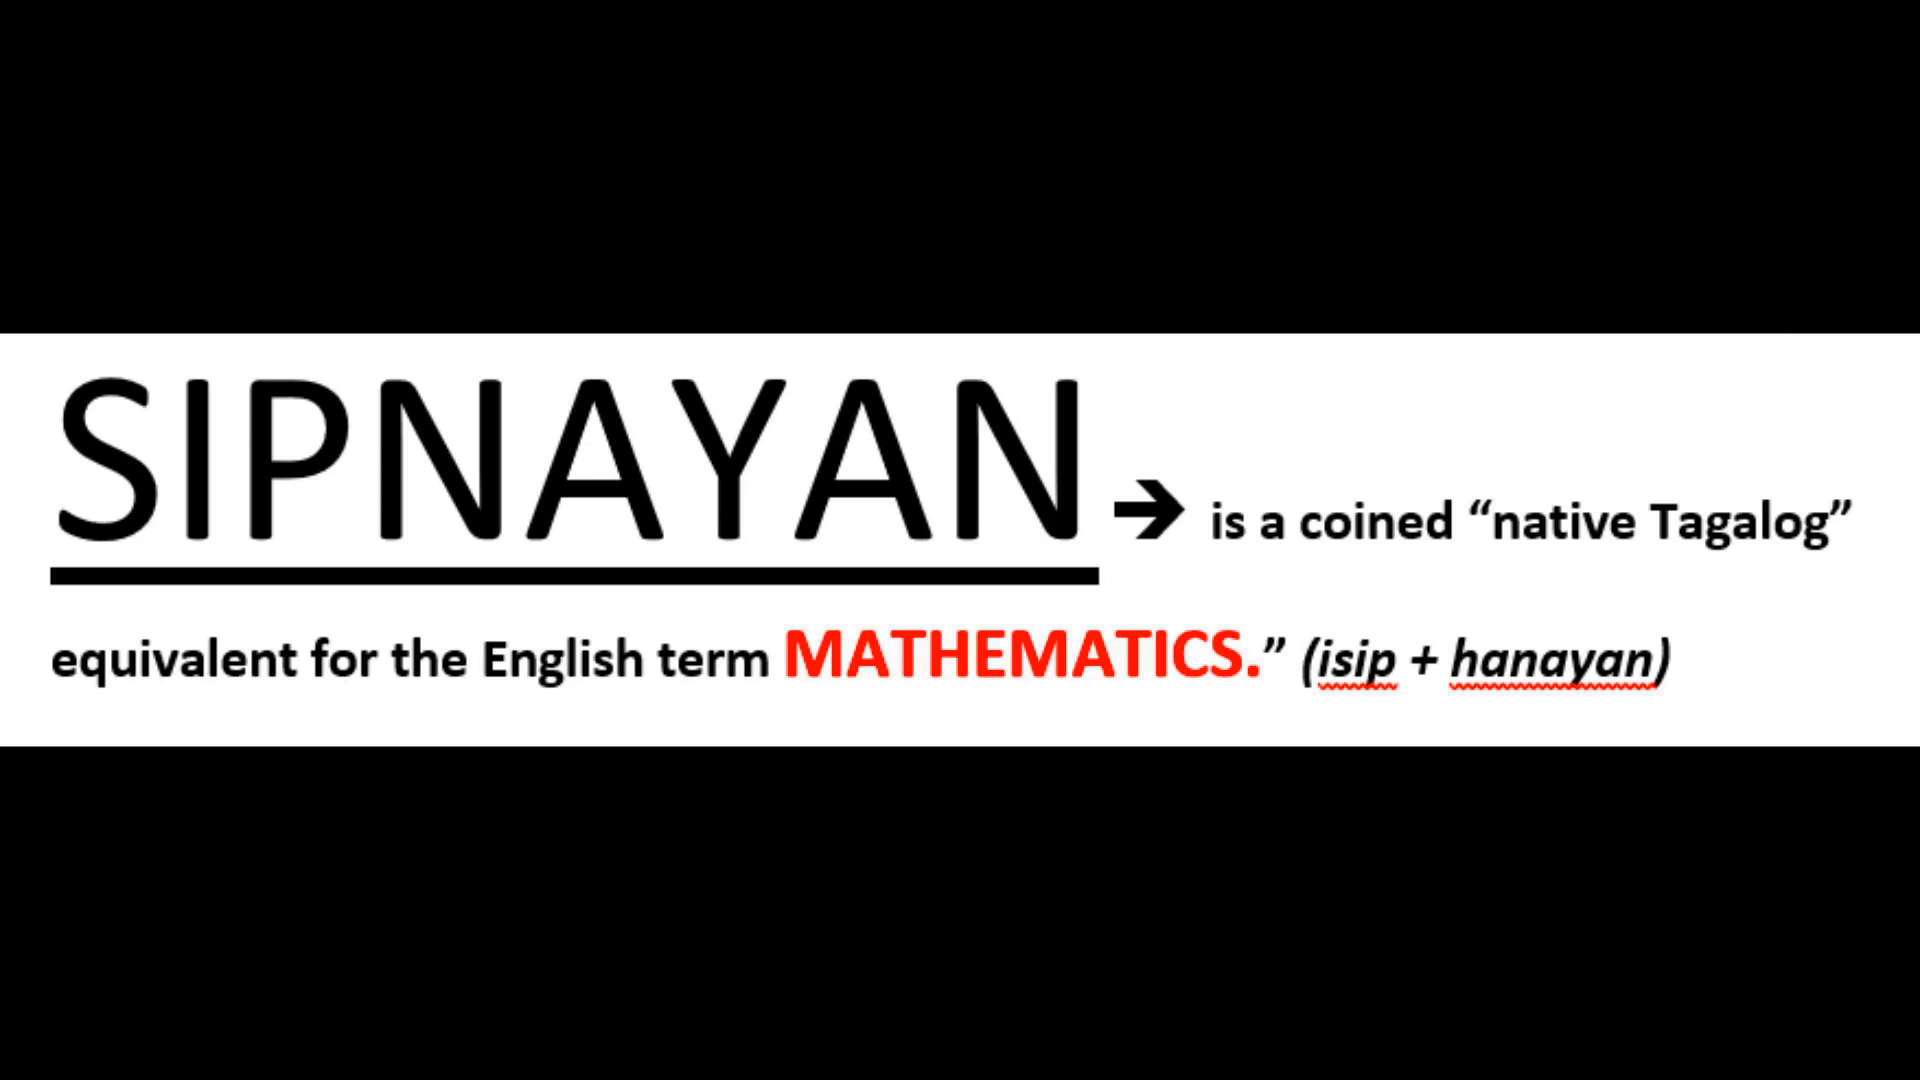 SIPNAYAN → is a coined “native Tagalog”
equivalent for the English term MATHEMATICS.” (isip + hanayan)